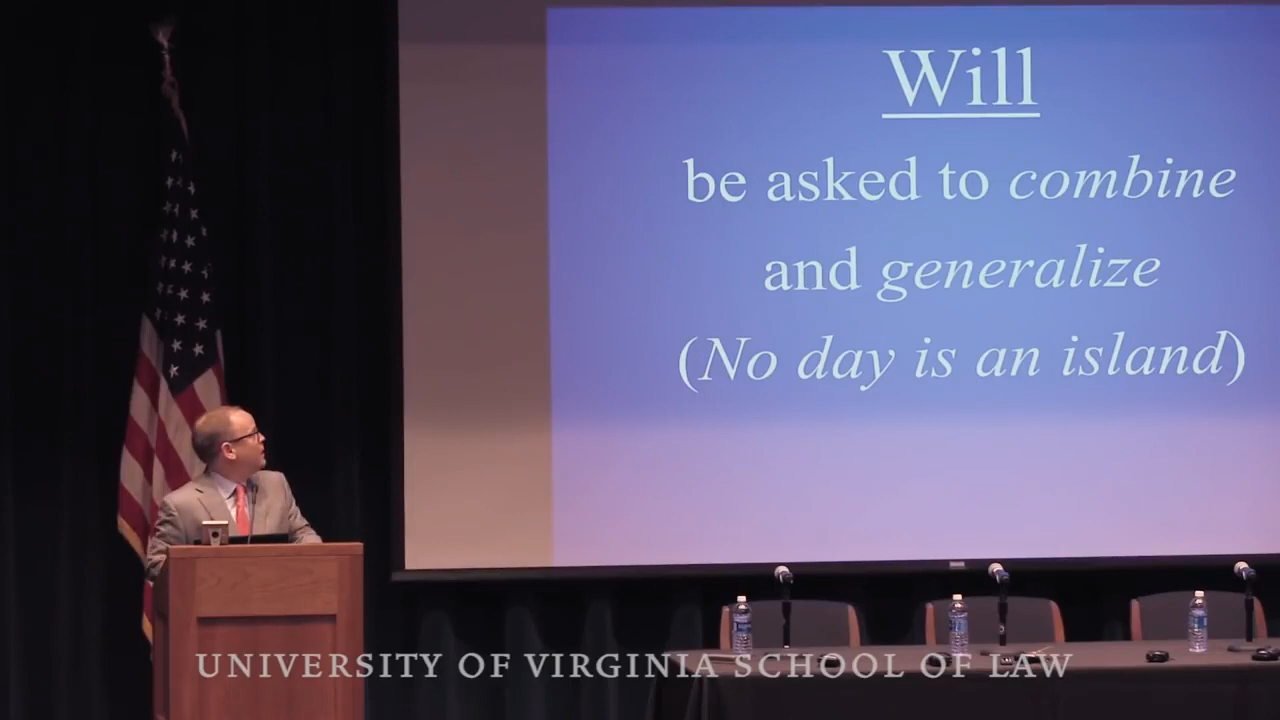 Will
be asked to combine
and generalize
(No day is an island)
UNIVERSITY OF VIRGINIA SCHOOL OF LAW